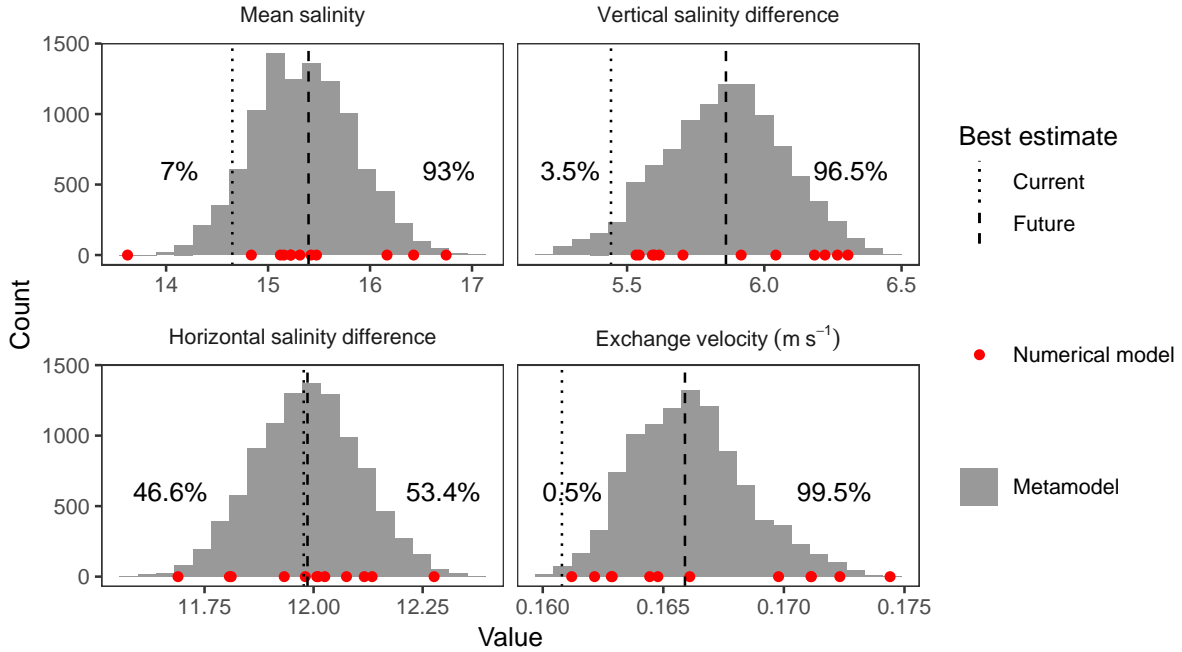 Mean salinity
Vertical salinity difference
1500
1000
500
0
7%
93%
3.5%
96.5%
14
15
16
17
5.5
6.0
6.5
Horizontal salinity difference
Exchange velocity (m s⁻¹)
1500
1000
500
0
46.6%
53.4%
0.5%
99.5%
11.75
12.00
12.25
0.160
0.165
0.170
0.175
Count
Value
Best estimate
Current
Future
Numerical model
Metamodel